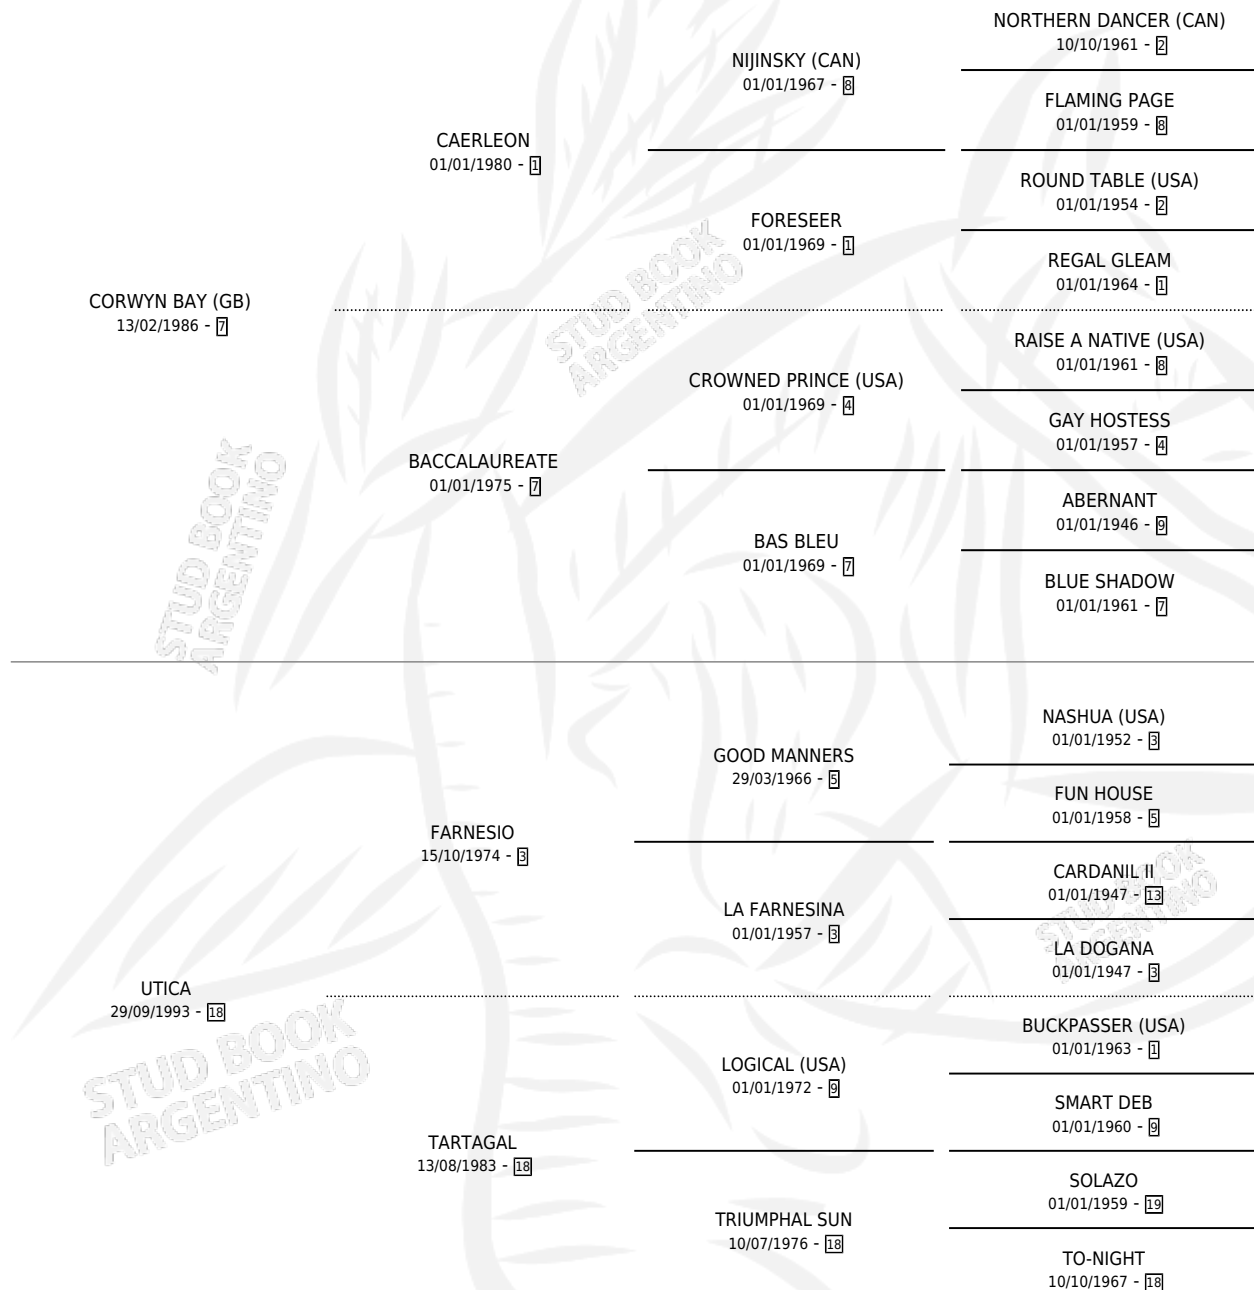 NORTHERN DANCER (CAN)
10/10/1961 - 2
NIJINSKY (CAN)
01/01/1967 - 8
FLAMING PAGE
01/01/1959 - 8
CAERLEON
01/01/1980 - 1
ROUND TABLE (USA)
01/01/1954 - 2
FORESEER
01/01/1969 - 1
REGAL GLEAM
01/01/1964 - 1
CORWYN BAY (GB)
13/02/1986 - 7
RAISE A NATIVE (USA)
01/01/1961 - 8
CROWNED PRINCE (USA)
01/01/1969 - 4
GAY HOSTESS
01/01/1957 - 4
BACCALAUREATE
01/01/1975 - 7
ABERNANT
01/01/1946 - 9
BAS BLEU
01/01/1969 - 7
BLUE SHADOW
01/01/1961 - 7
NASHUA (USA)
01/01/1952 - 3
GOOD MANNERS
29/03/1966 - 5
FUN HOUSE
01/01/1958 - 5
FARNESIO
15/10/1974 - 3
CARDANIL II
01/01/1947 - 13
LA FARNESINA
01/01/1957 - 3
LA DOGANA
01/01/1947 - 3
UTICA
29/09/1993 - 18
BUCKPASSER (USA)
01/01/1963 - 1
LOGICAL (USA)
01/01/1972 - 9
SMART DEB
01/01/1960 - 9
TARTAGAL
13/08/1983 - 18
SOLAZO
01/01/1959 - 19
TRIUMPHAL SUN
10/07/1976 - 18
TO-NIGHT
10/10/1967 - 18
STUD BOOK
ARGENTINO
STUD BOOK
ARGENTINO
STUD BOOK
ARGENTINO
STUD BOOK
ARGENTINO